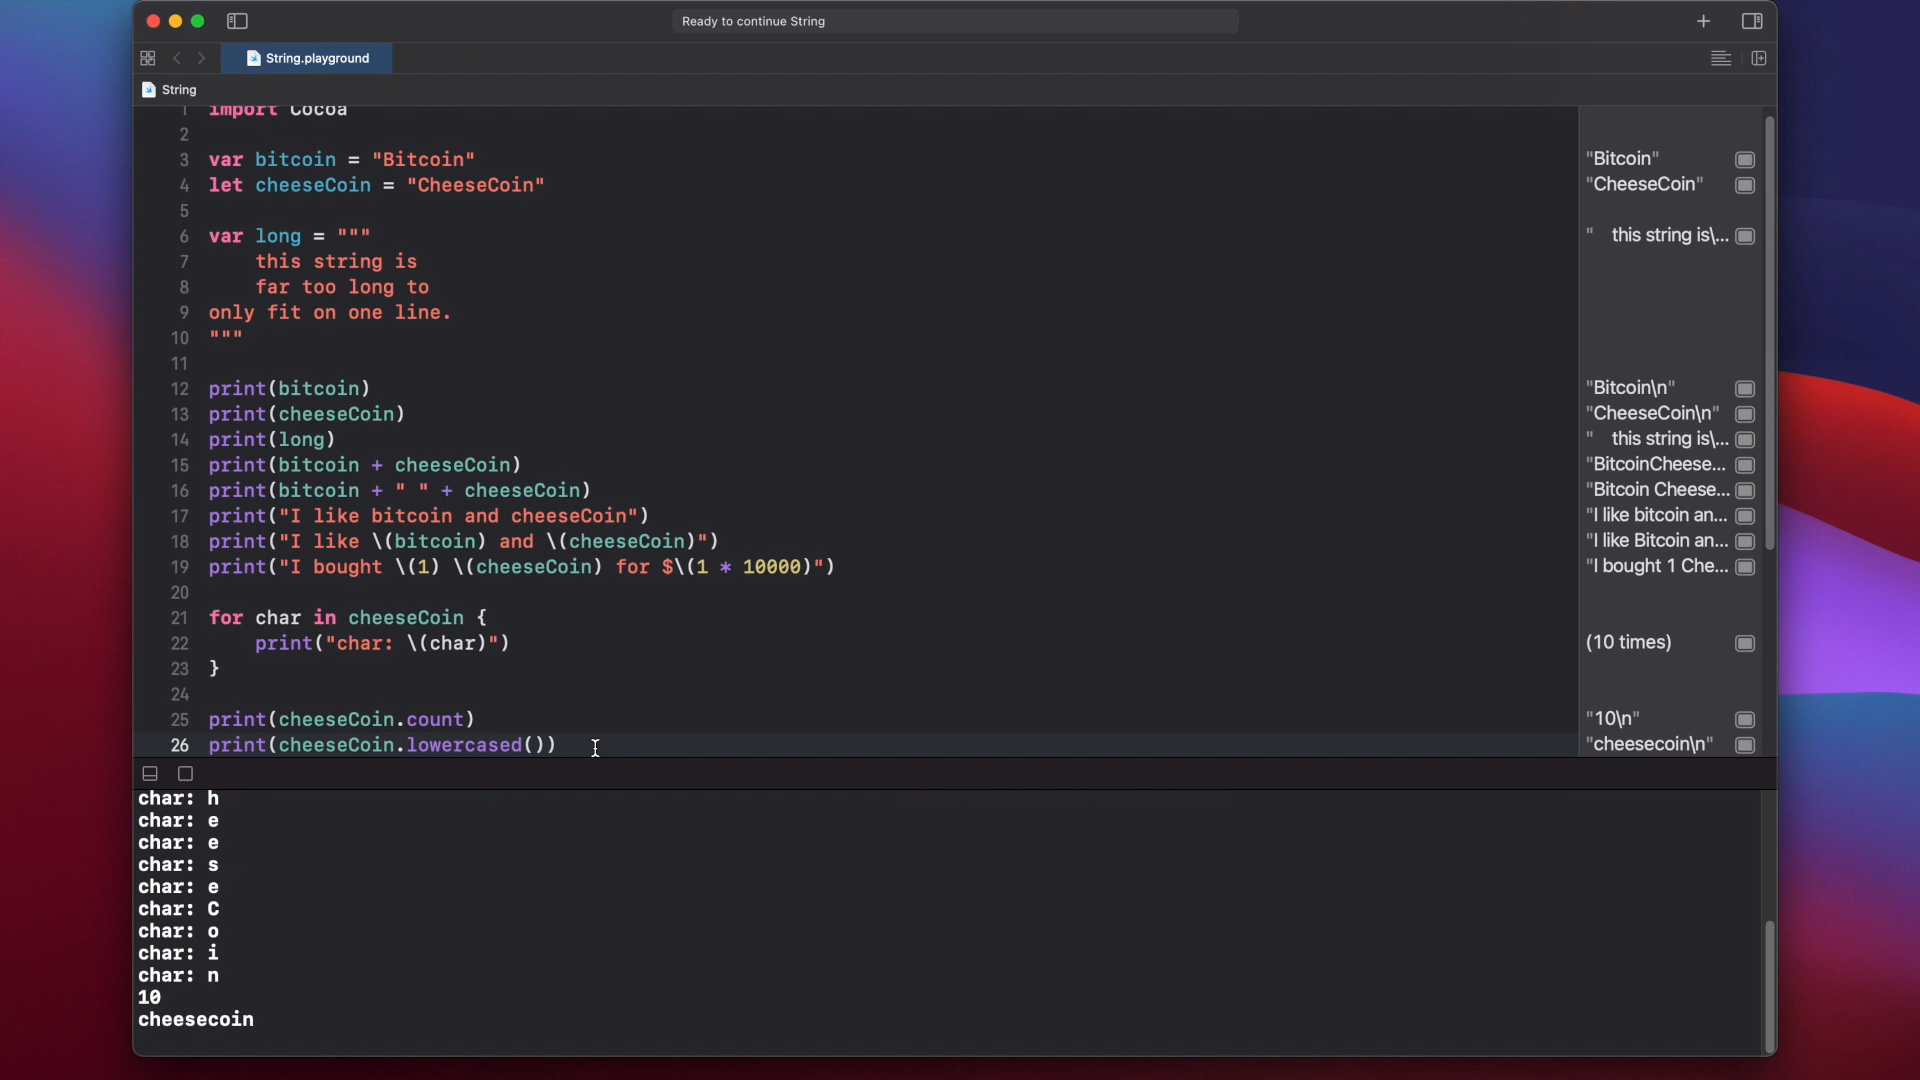 Ready to continue String
String.playground
String
1 import Cocoa
2
3 var bitcoin = "Bitcoin"
4 let cheeseCoin = "CheeseCoin"
5
6 var long = """
7     this string is
8     far too long to
9 only fit on one line.
10 """
11
12 print(bitcoin)
13 print(cheeseCoin)
14 print(long)
15 print(bitcoin + cheeseCoin)
16 print(bitcoin + " " + cheeseCoin)
17 print("I like bitcoin and cheeseCoin")
18 print("I like \(bitcoin) and \(cheeseCoin)")
19 print("I bought \(1) \(cheeseCoin) for $\(1 * 10000)")
20
21 for char in cheeseCoin {
22     print("char: \(char)")
23 }
24
25 print(cheeseCoin.count)
26 print(cheeseCoin.lowercased())
"Bitcoin"
"CheeseCoin"
"    this string is\...
"Bitcoin\n"
"CheeseCoin\n"
"    this string is\...
"BitcoinCheese...
"Bitcoin Cheese...
"I like bitcoin an...
"I like Bitcoin an...
"I bought 1 Che...
(10 times)
"10\n"
"cheesecoin\n"
char: h
char: e
char: e
char: s
char: e
char: C
char: o
char: i
char: n
10
cheesecoin